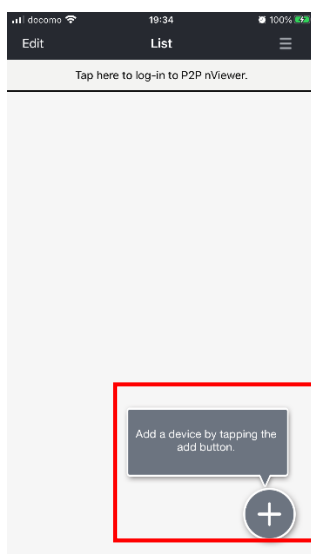 docomo 19:34 100%
Edit List
Tap here to log-in to P2P nViewer.
Add a device by tapping the
add button.